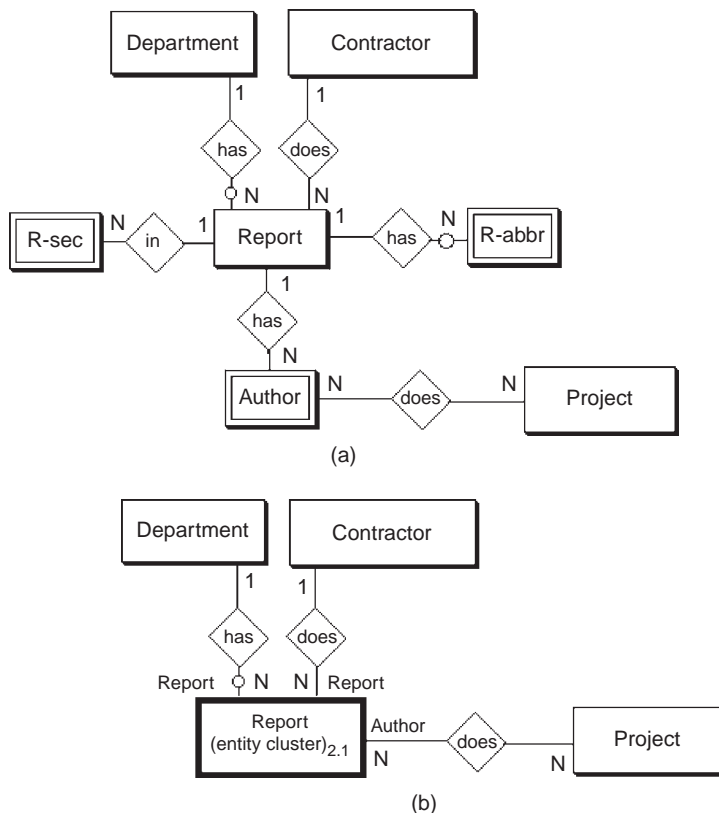 Department
Contractor
1
1
has
does
N
N
R-sec
N
in
1
Report
1
has
N
R-abbr
1
has
N
Author
N
does
N
Project
(a)
Department
Contractor
1
1
has
does
Report
N
N
Report
Report
(entity cluster)2.1
Author
N
does
N
Project
(b)